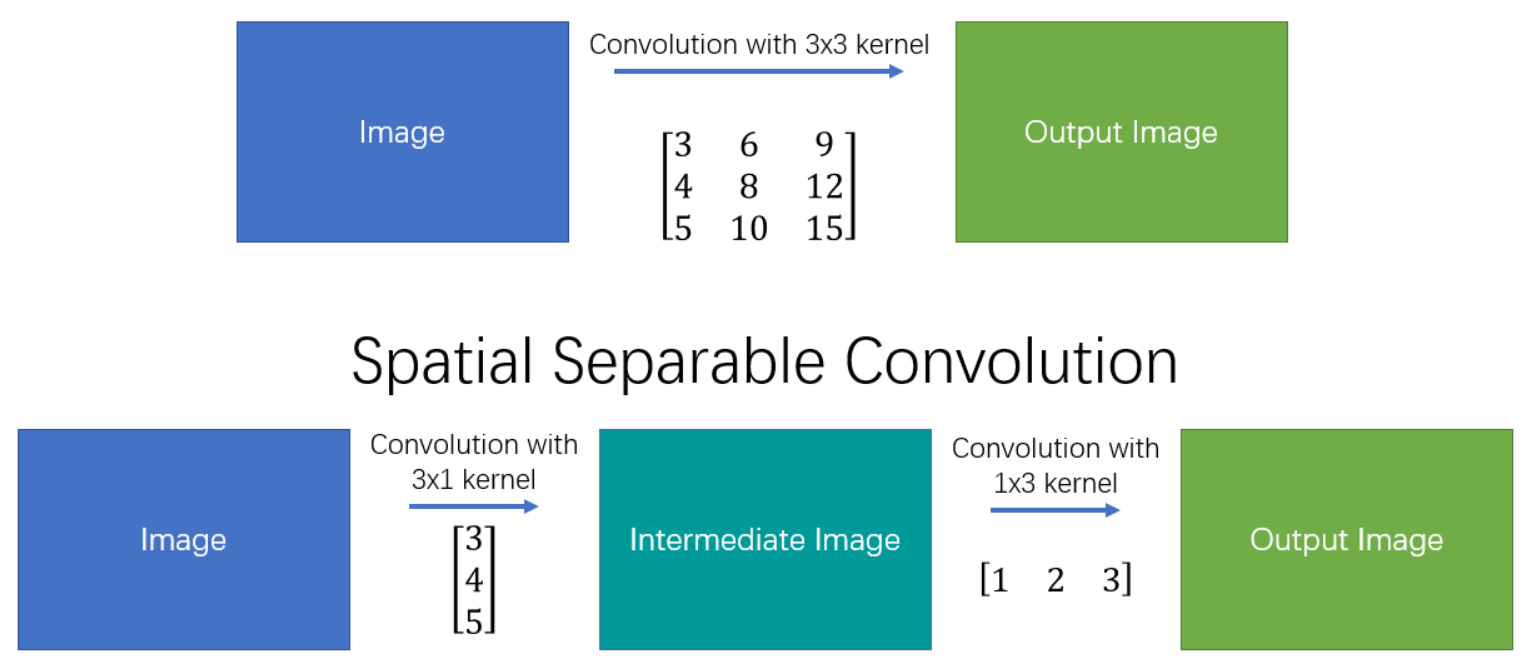 Convolution with 3x3 kernel
Image
3 6 9
4 8 12
5 10 15
Output Image
Spatial Separable Convolution
Image
Convolution with
3x1 kernel
3
4
5
Intermediate Image
Convolution with
1x3 kernel
[1 2 3]
Output Image